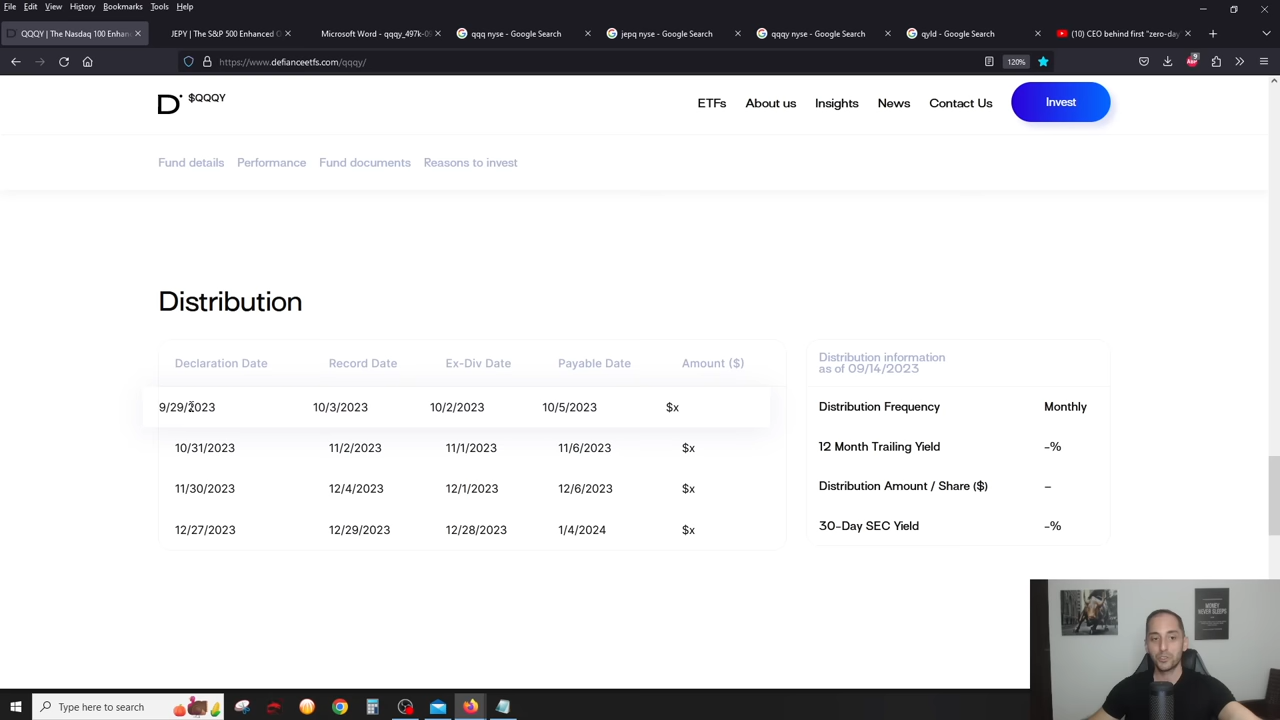 File Edit View History Bookmarks Tools Help
QQQY | The Nasdaq 100 Enhan
JEPY | The S&P 500 Enhanced O
Microsoft Word - qqqy_497k-09
qqq nyse - Google Search
jepq nyse - Google Search
qqqy nyse - Google Search
qyld - Google Search
(10) CEO behind first "zero-day"
https://www.defianceetfs.com/qqqy/
120%
9
D $QQQY
ETFs About us Insights News Contact Us Invest
Fund details Performance Fund documents Reasons to invest
Distribution
Declaration Date Record Date Ex-Div Date Payable Date Amount ($)
9/29/2023 10/3/2023 10/2/2023 10/5/2023 $x
10/31/2023 11/2/2023 11/1/2023 11/6/2023 $x
11/30/2023 12/4/2023 12/1/2023 12/6/2023 $x
12/27/2023 12/29/2023 12/28/2023 1/4/2024 $x
Distribution information
as of 09/14/2023
Distribution Frequency Monthly
12 Month Trailing Yield -%
Distribution Amount / Share ($) –
30-Day SEC Yield -%
MONEY
NEVER SLEEPS
Type here to search